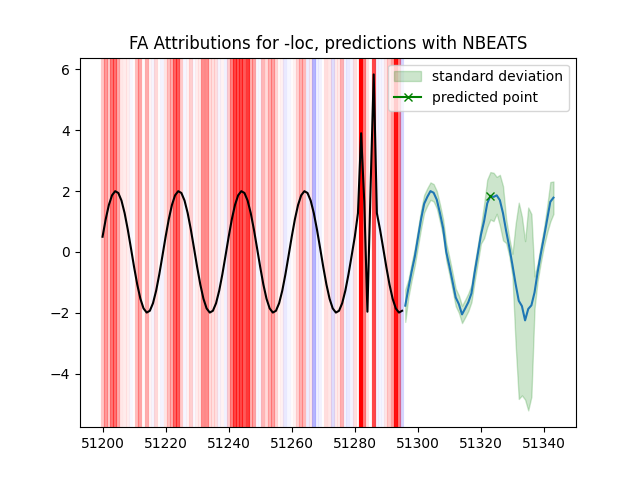 FA Attributions for -loc, predictions with NBEATS
standard deviation
predicted point
6
4
2
0
−2
−4
51200 51220 51240 51260 51280 51300 51320 51340